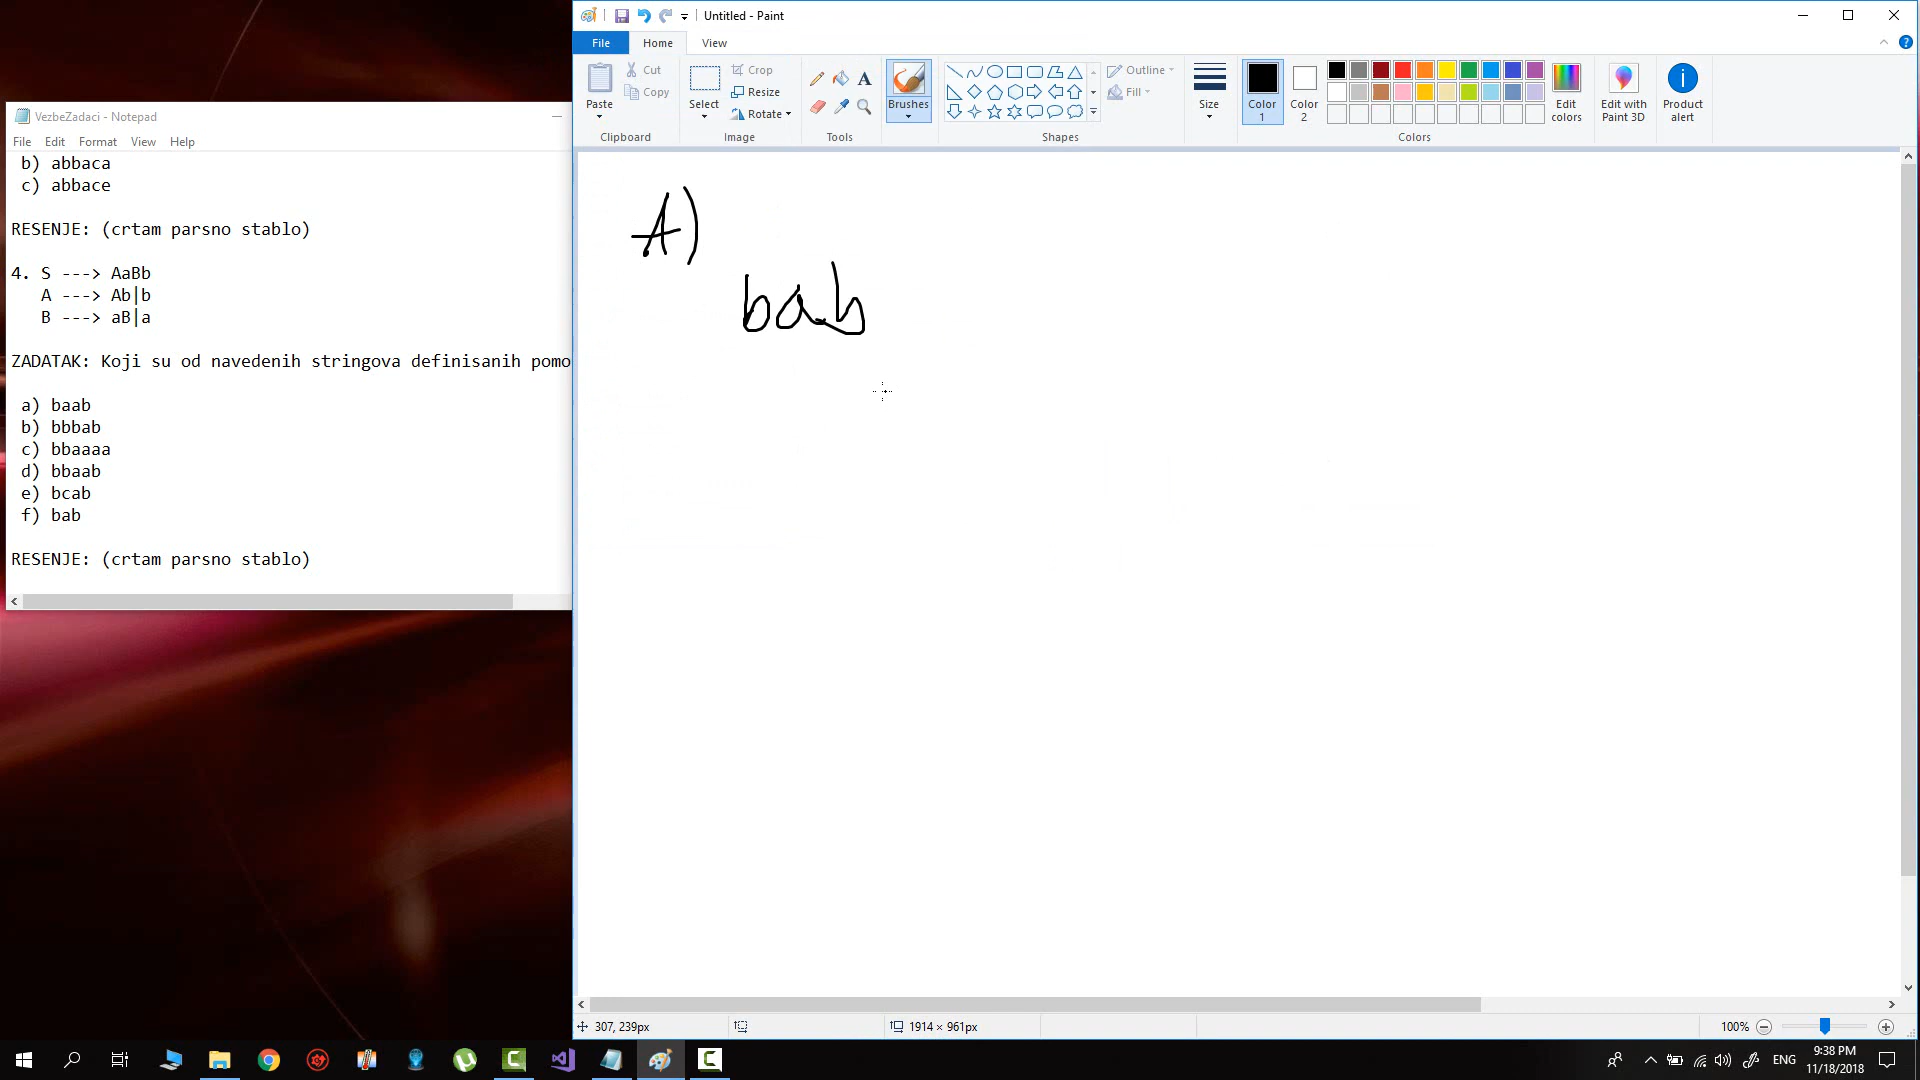 Untitled - Paint
File
Home
View
Paste
Cut
Copy
Clipboard
Select
Crop
Resize
Rotate
Image
A
Tools
Brushes
Shapes
Outline
Fill
Size
Color 1
Color 2
Colors
Edit colors
Edit with Paint 3D
Product alert
VezbeZadaci - Notepad
File Edit Format View Help
b) abbaca
c) abbace
RESENJE: (crtam parsno stablo)
4. S ---> AaBb
A ---> Ab|b
B ---> aB|a
ZADATAK: Koji su od navedenih stringova definisanih pomo
a) baab
b) bbbab
c) bbaaaa
d) bbaab
e) bcab
f) bab
RESENJE: (crtam parsno stablo)
A)
bab
307, 239px
1914 × 961px
100%
ENG
9:38 PM
11/18/2018